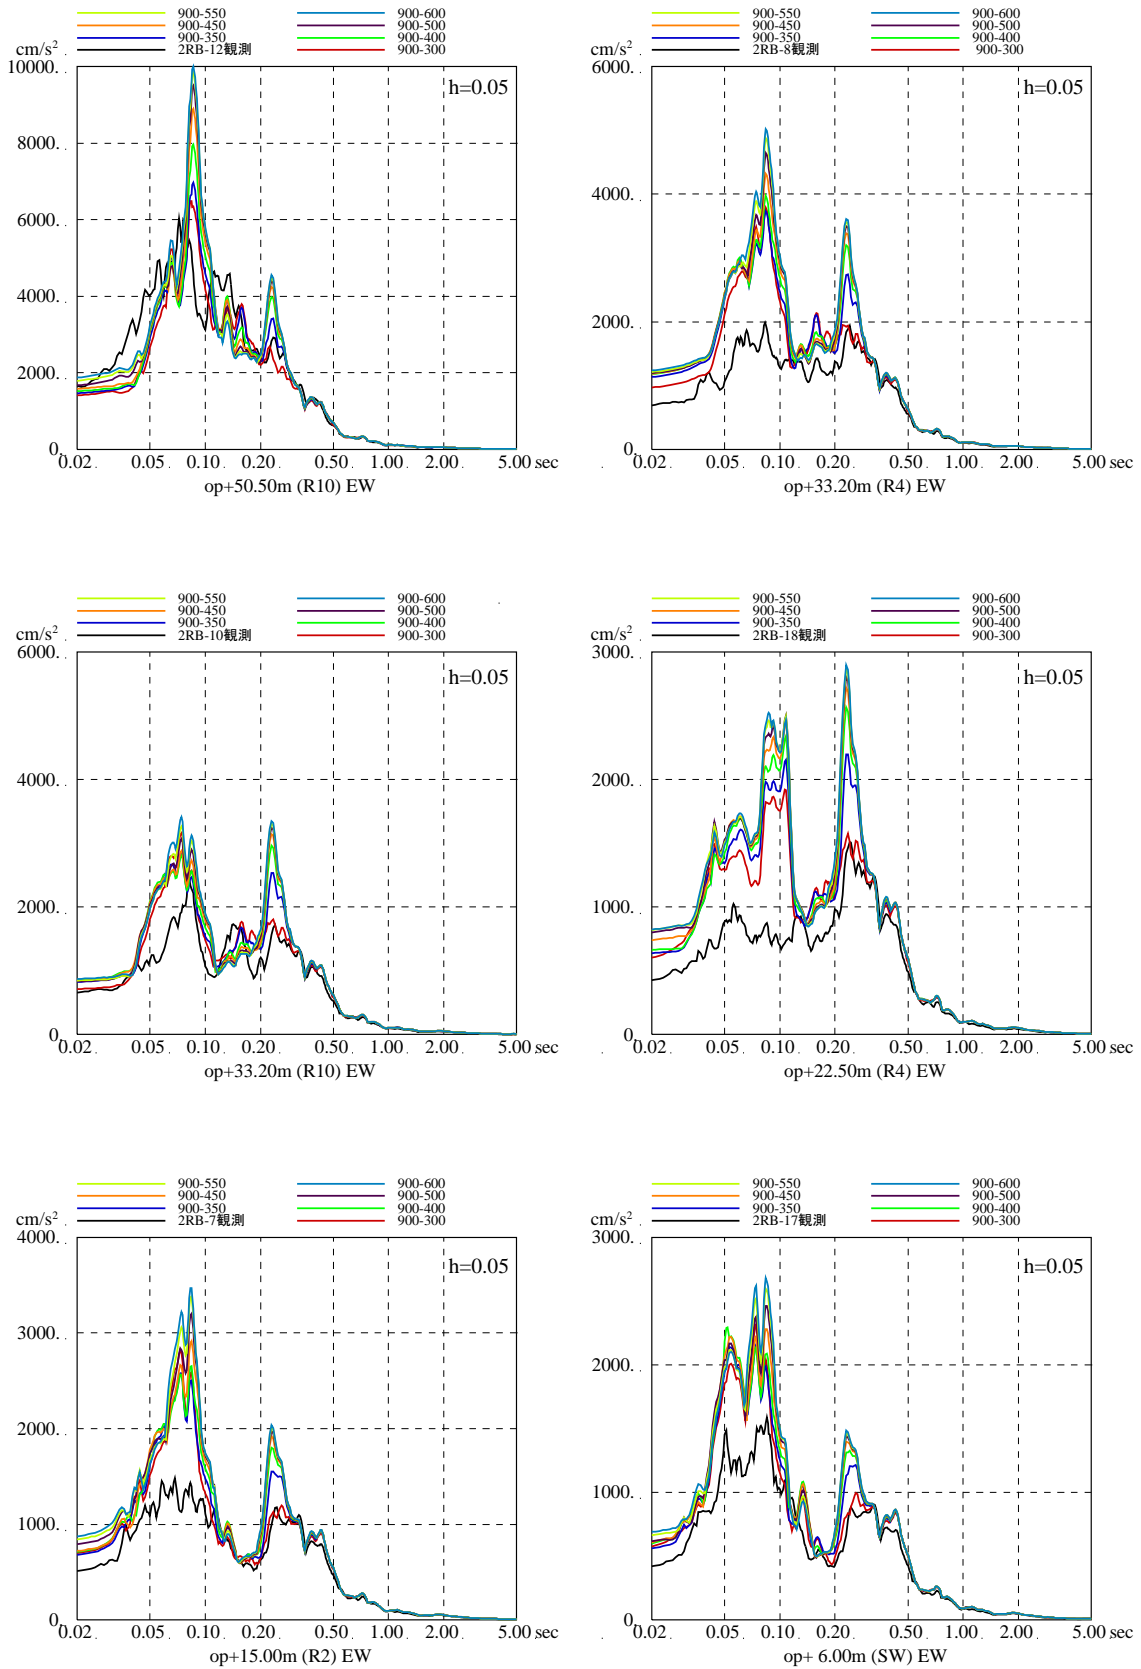 900-550
900-600
900-450
900-500
900-350
900-400
2RB-12観測
900-300
cm/s²
10000.
8000.
6000.
4000.
2000.
0.
h=0.05
0.02 0.05 0.10 0.20 0.50 1.00 2.00 5.00 sec
op+50.50m (R10) EW
900-550
900-600
900-450
900-500
900-350
900-400
2RB-8観測
900-300
cm/s²
6000.
4000.
2000.
0.
h=0.05
0.02 0.05 0.10 0.20 0.50 1.00 2.00 5.00 sec
op+33.20m (R4) EW
900-550
900-600
900-450
900-500
900-350
900-400
2RB-10観測
900-300
cm/s²
6000.
4000.
2000.
0.
h=0.05
0.02 0.05 0.10 0.20 0.50 1.00 2.00 5.00 sec
op+33.20m (R10) EW
900-550
900-600
900-450
900-500
900-350
900-400
2RB-18観測
900-300
cm/s²
3000.
2000.
1000.
0.
h=0.05
0.02 0.05 0.10 0.20 0.50 1.00 2.00 5.00 sec
op+22.50m (R4) EW
900-550
900-600
900-450
900-500
900-350
900-400
2RB-7観測
900-300
cm/s²
4000.
3000.
2000.
1000.
0.
h=0.05
0.02 0.05 0.10 0.20 0.50 1.00 2.00 5.00 sec
op+15.00m (R2) EW
900-550
900-600
900-450
900-500
900-350
900-400
2RB-17観測
900-300
cm/s²
3000.
2000.
1000.
0.
h=0.05
0.02 0.05 0.10 0.20 0.50 1.00 2.00 5.00 sec
op+ 6.00m (SW) EW